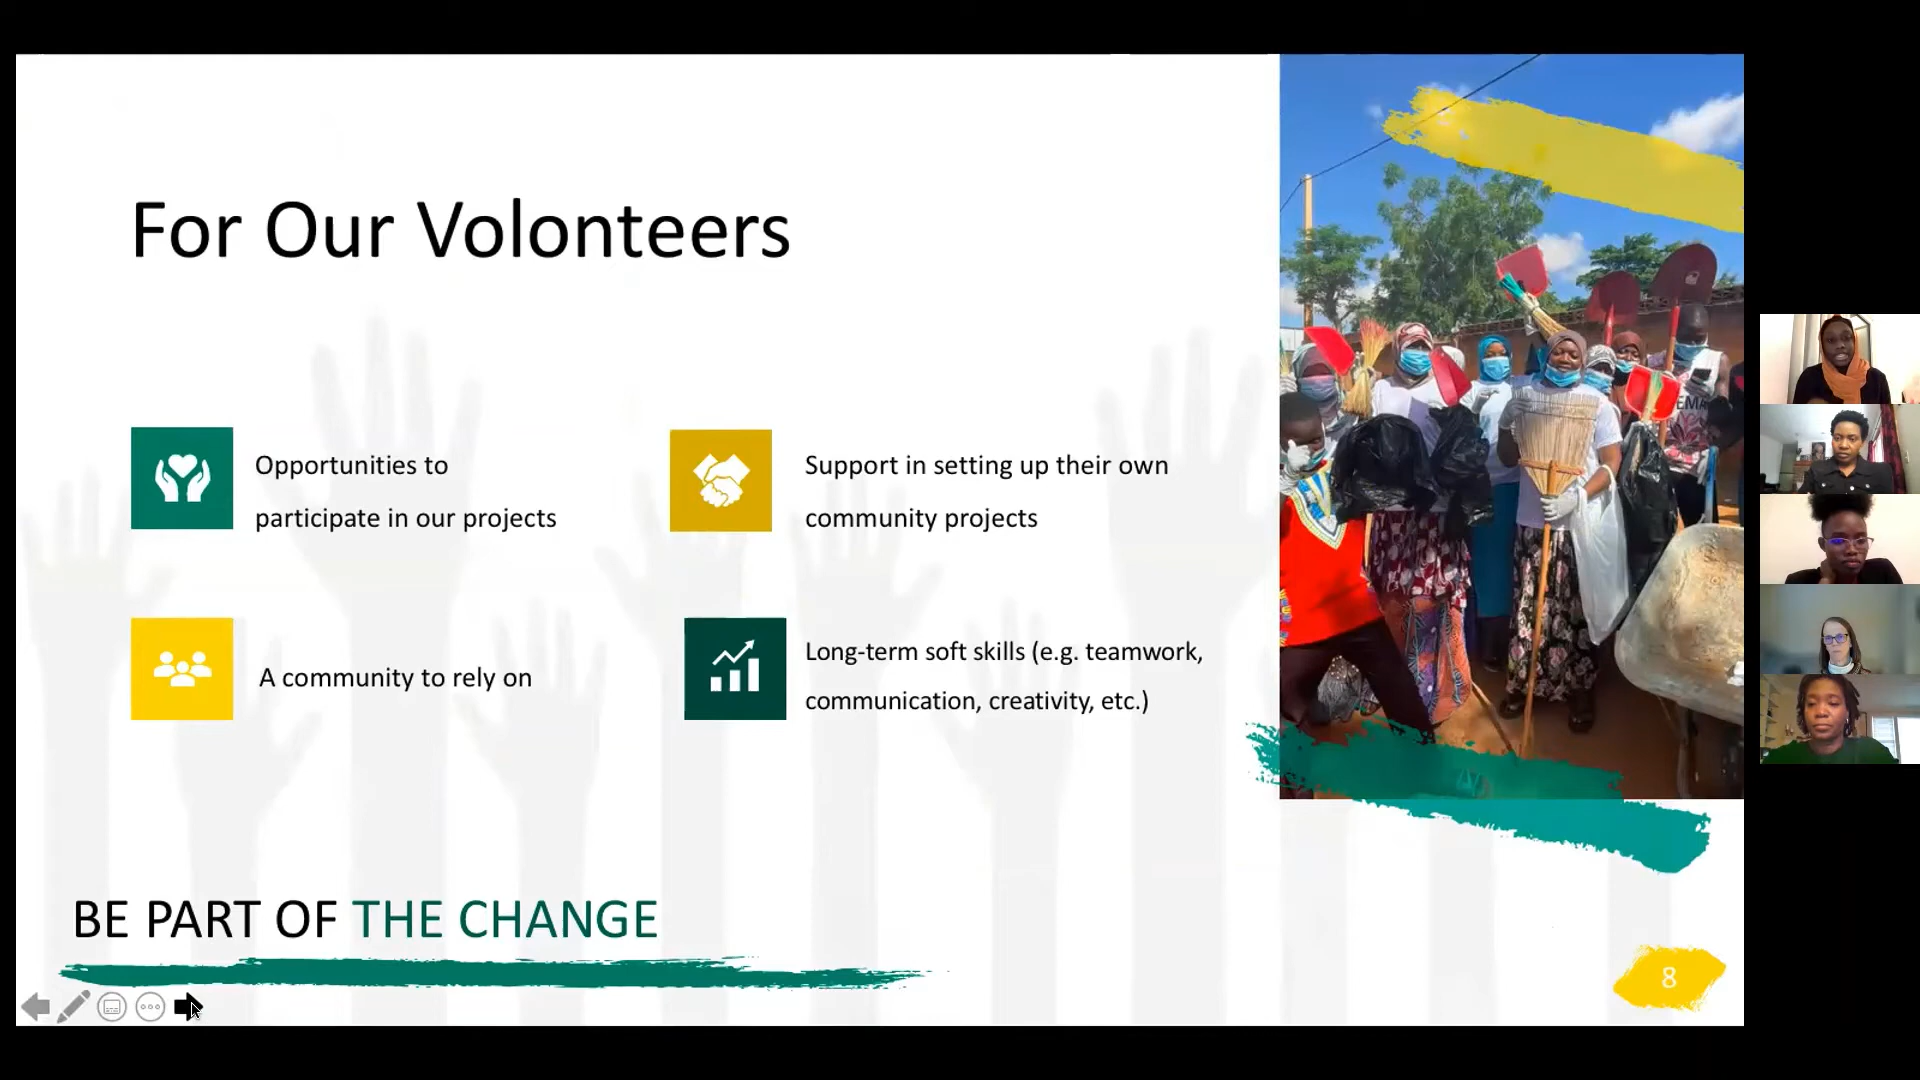 For Our Volonteers
Opportunities to
participate in our projects
Support in setting up their own
community projects
A community to rely on
Long-term soft skills (e.g. teamwork,
communication, creativity, etc.)
BE PART OF THE CHANGE
8